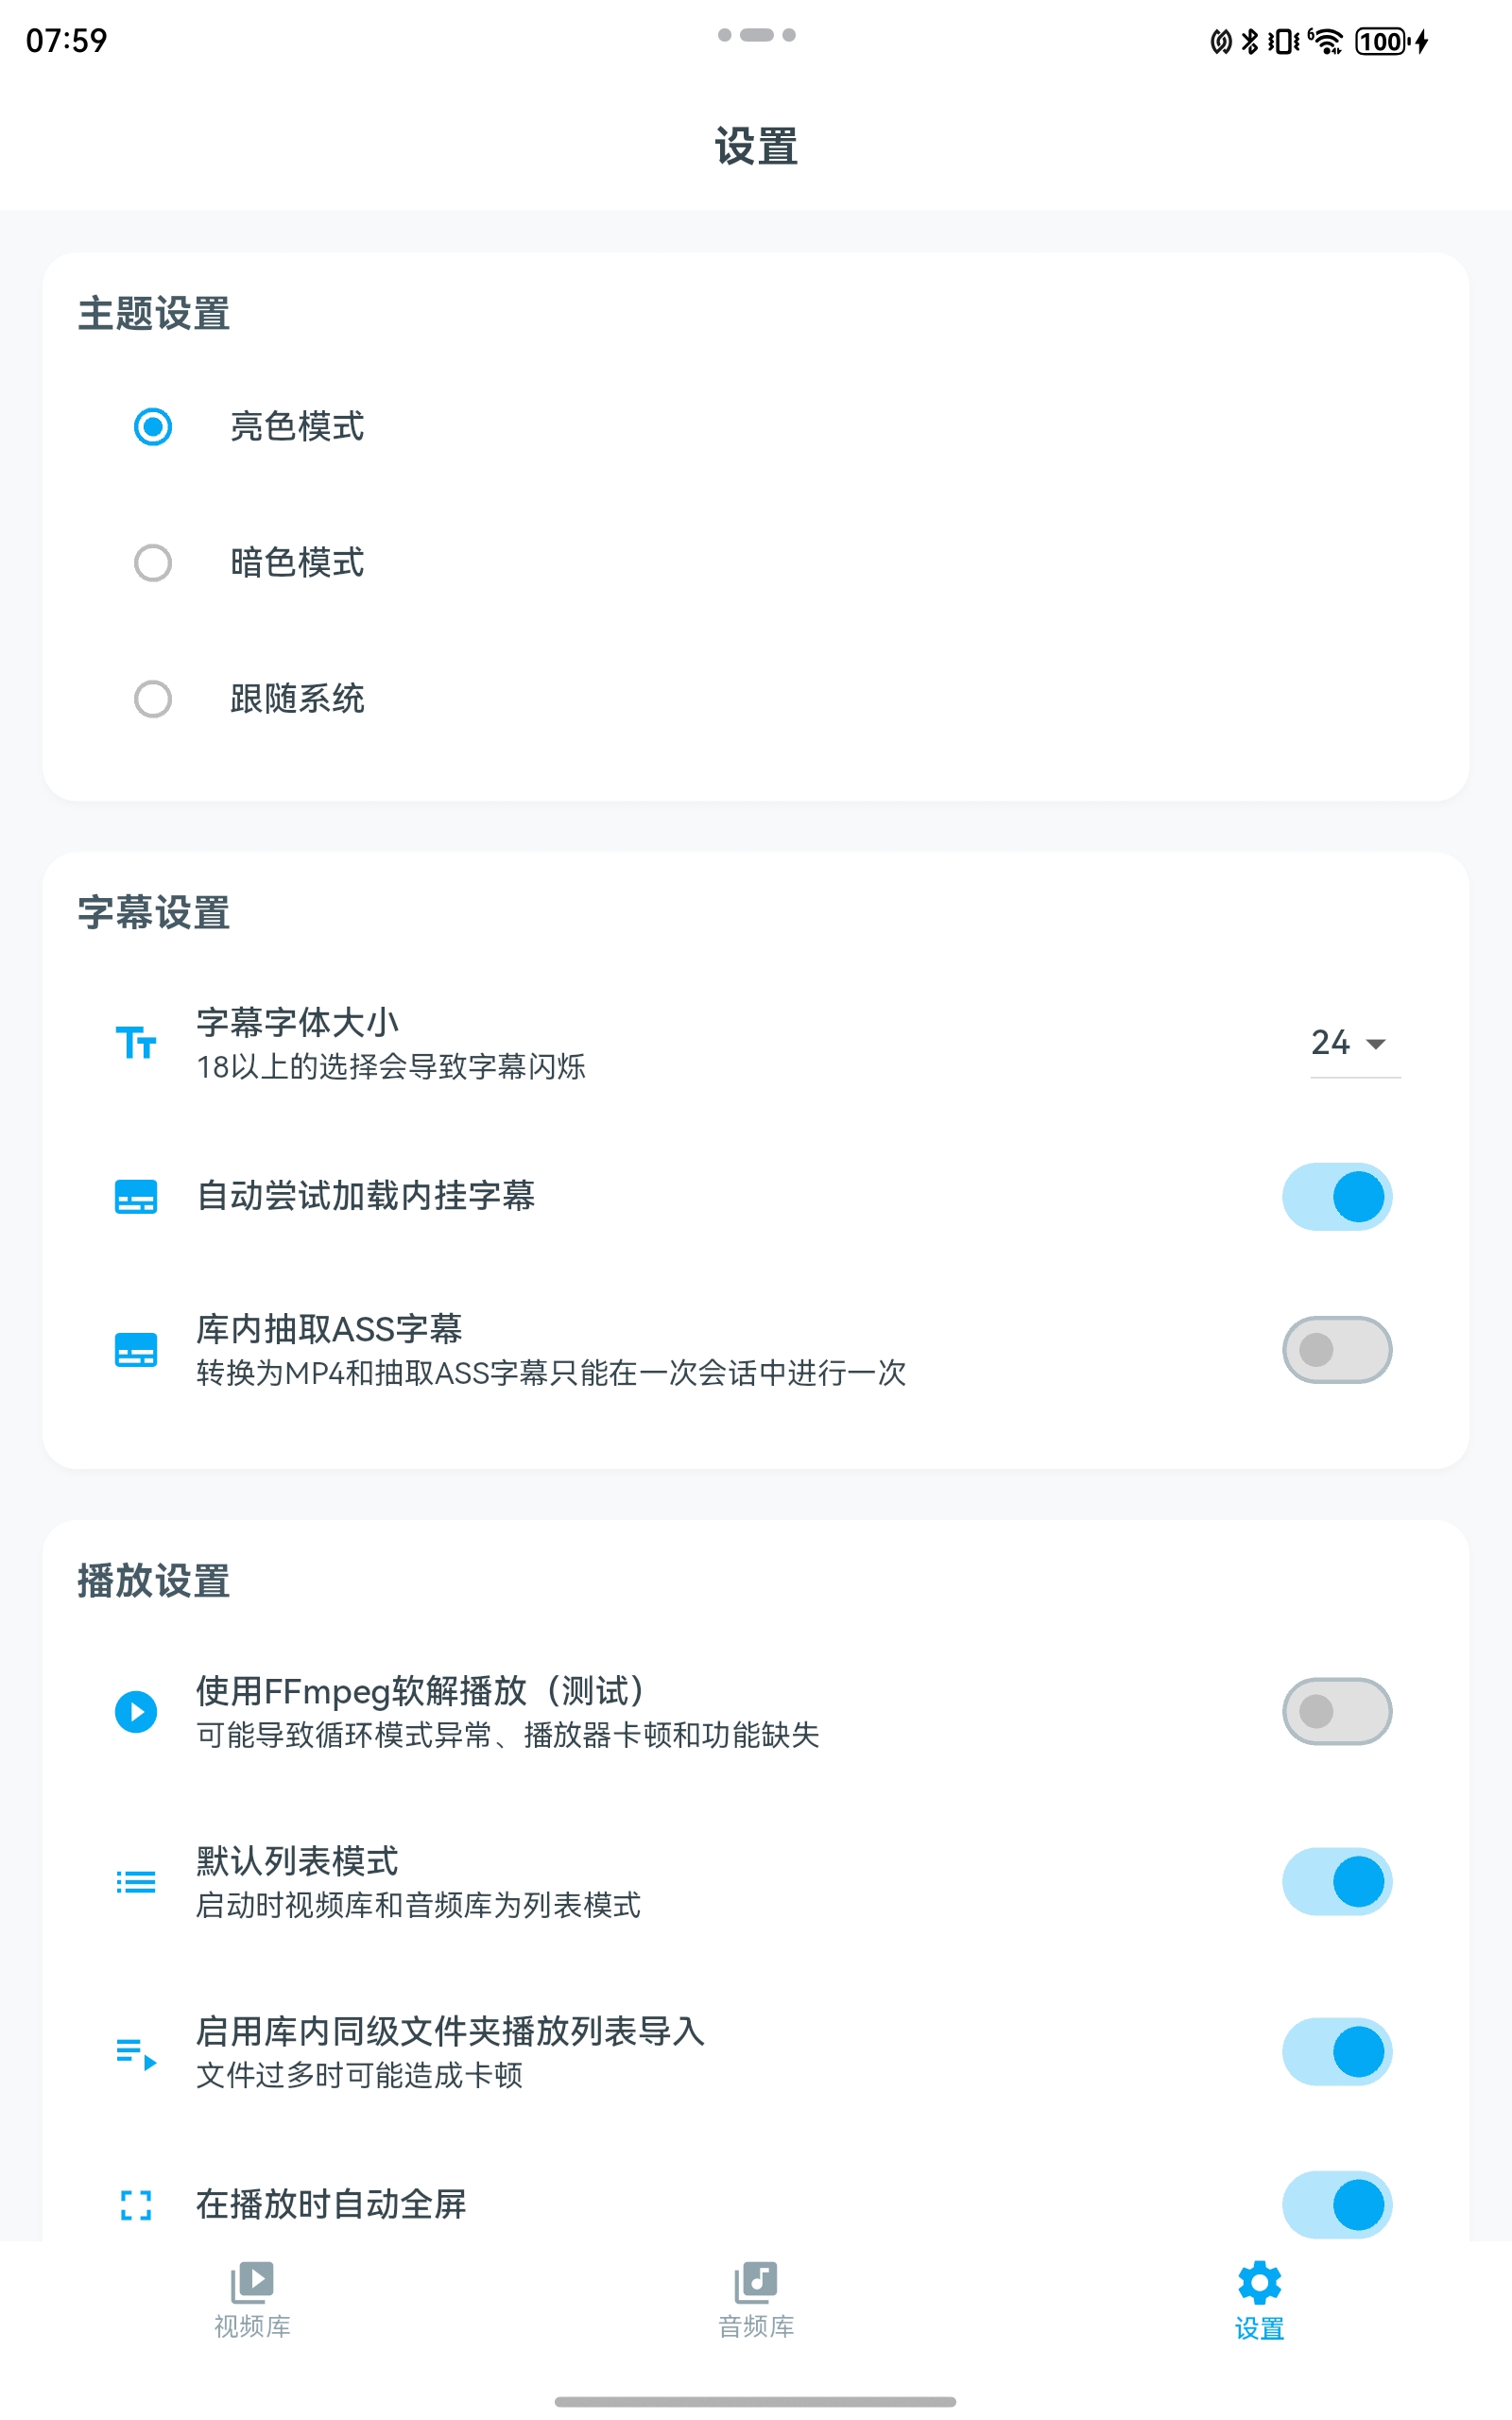 07:59
6
100
设置
主题设置
亮色模式
暗色模式
跟随系统
字幕设置
字幕字体大小
18以上的选择会导致字幕闪烁
24
自动尝试加载内挂字幕
库内抽取ASS字幕
转换为MP4和抽取ASS字幕只能在一次会话中进行一次
播放设置
使用FFmpeg软解播放（测试）
可能导致循环模式异常、播放器卡顿和功能缺失
默认列表模式
启动时视频库和音频库为列表模式
启用库内同级文件夹播放列表导入
文件过多时可能造成卡顿
在播放时自动全屏
视频库
音频库
设置